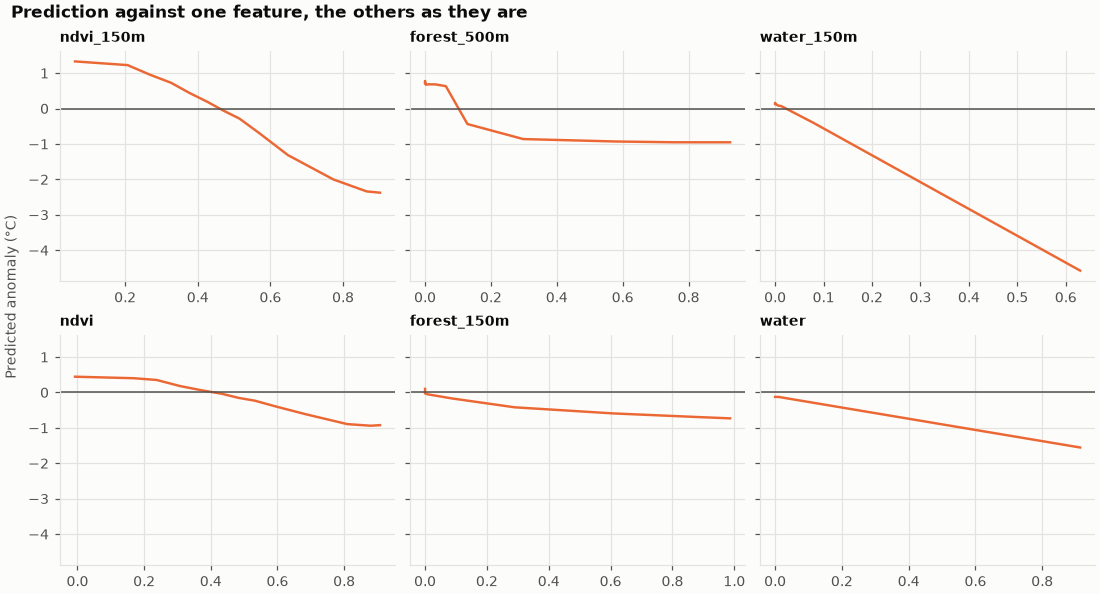 Prediction against one feature, the others as they are
ndvi_150m
forest_500m
water_150m
1
0
−1
−2
−3
−4
0.2 0.4 0.6 0.8
0.0 0.2 0.4 0.6 0.8
0.0 0.1 0.2 0.3 0.4 0.5 0.6
Predicted anomaly (°C)
ndvi
forest_150m
water
1
0
−1
−2
−3
−4
0.0 0.2 0.4 0.6 0.8
0.0 0.2 0.4 0.6 0.8 1.0
0.0 0.2 0.4 0.6 0.8